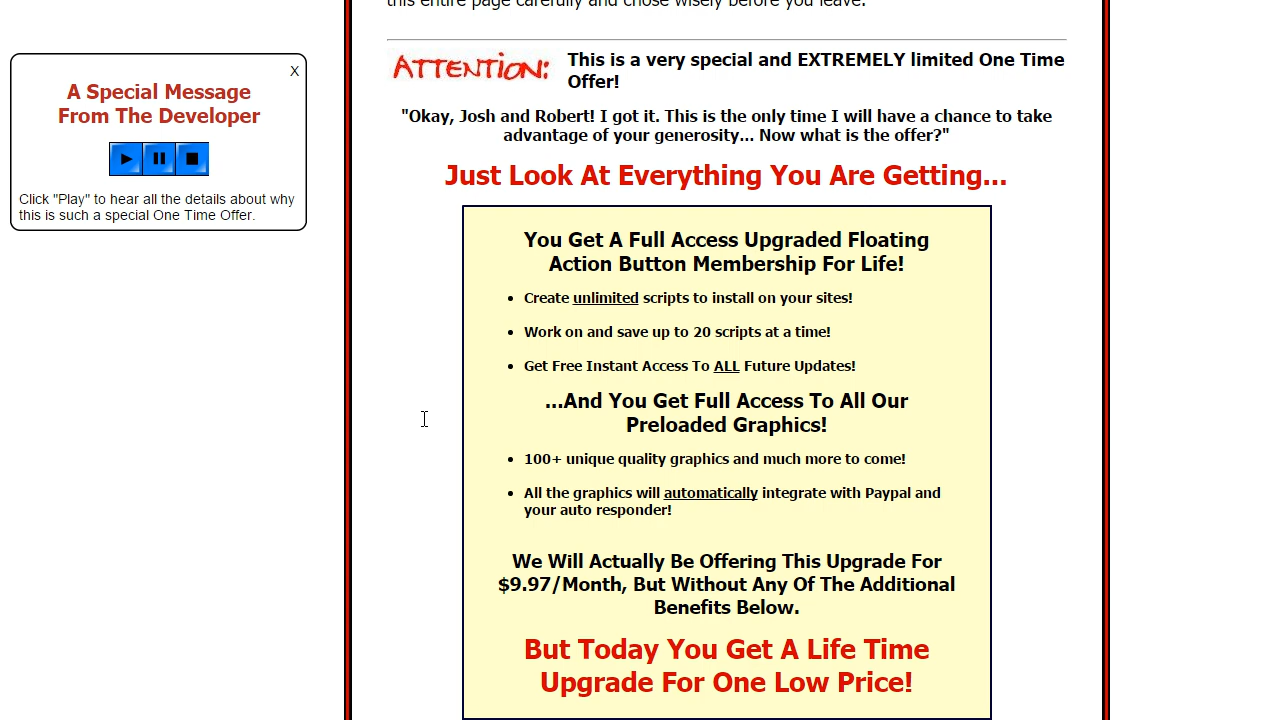 this entire page carefully and chose wisely before you leave.
X
A Special Message
From The Developer
Click "Play" to hear all the details about why
this is such a special One Time Offer.
ATTENTION:
This is a very special and EXTREMELY limited One Time
Offer!
"Okay, Josh and Robert! I got it. This is the only time I will have a chance to take
advantage of your generosity... Now what is the offer?"
Just Look At Everything You Are Getting...
You Get A Full Access Upgraded Floating
Action Button Membership For Life!
• Create unlimited scripts to install on your sites!
• Work on and save up to 20 scripts at a time!
• Get Free Instant Access To ALL Future Updates!
...And You Get Full Access To All Our
Preloaded Graphics!
• 100+ unique quality graphics and much more to come!
• All the graphics will automatically integrate with Paypal and
your auto responder!
We Will Actually Be Offering This Upgrade For
$9.97/Month, But Without Any Of The Additional
Benefits Below.
But Today You Get A Life Time
Upgrade For One Low Price!